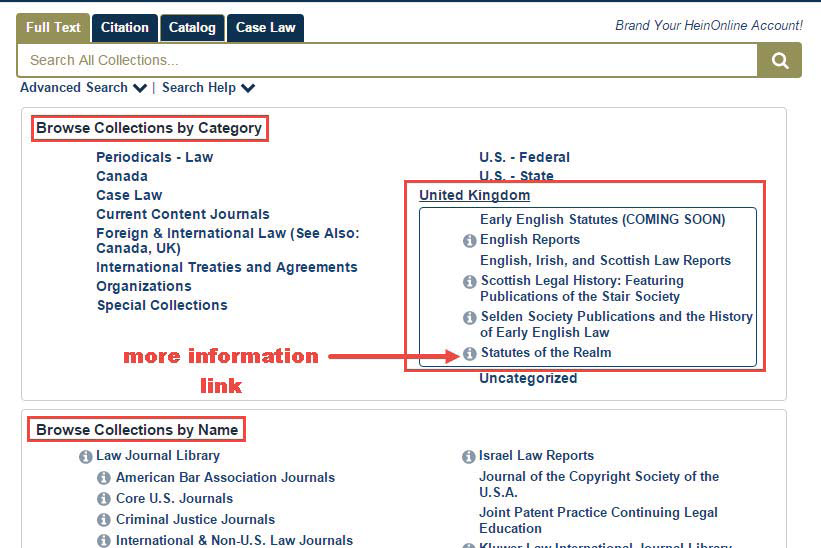 Full Text Citation Catalog Case Law
Brand Your HeinOnline Account!
Search All Collections...
Advanced Search | Search Help
Browse Collections by Category
Periodicals - Law
Canada
Case Law
Current Content Journals
Foreign & International Law (See Also:
Canada, UK)
International Treaties and Agreements
Organizations
Special Collections
U.S. - Federal
U.S. - State
United Kingdom
Early English Statutes (COMING SOON)
English Reports
English, Irish, and Scottish Law Reports
Scottish Legal History: Featuring
Publications of the Stair Society
Selden Society Publications and the History
of Early English Law
Statutes of the Realm
Uncategorized
more information
link
Browse Collections by Name
Law Journal Library
American Bar Association Journals
Core U.S. Journals
Criminal Justice Journals
International & Non-U.S. Law Journals
Israel Law Reports
Journal of the Copyright Society of the
U.S.A.
Joint Patent Practice Continuing Legal
Education
Kluwer Law International Journal Library